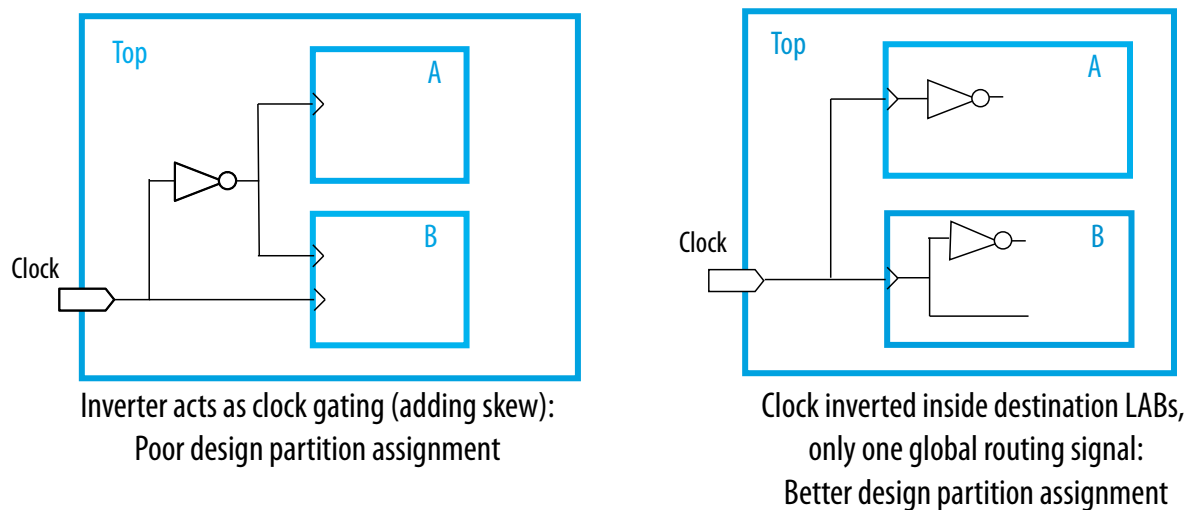 Top
A
B
Clock
Inverter acts as clock gating (adding skew):
Poor design partition assignment
Top
A
B
Clock
Clock inverted inside destination LABs,
only one global routing signal:
Better design partition assignment